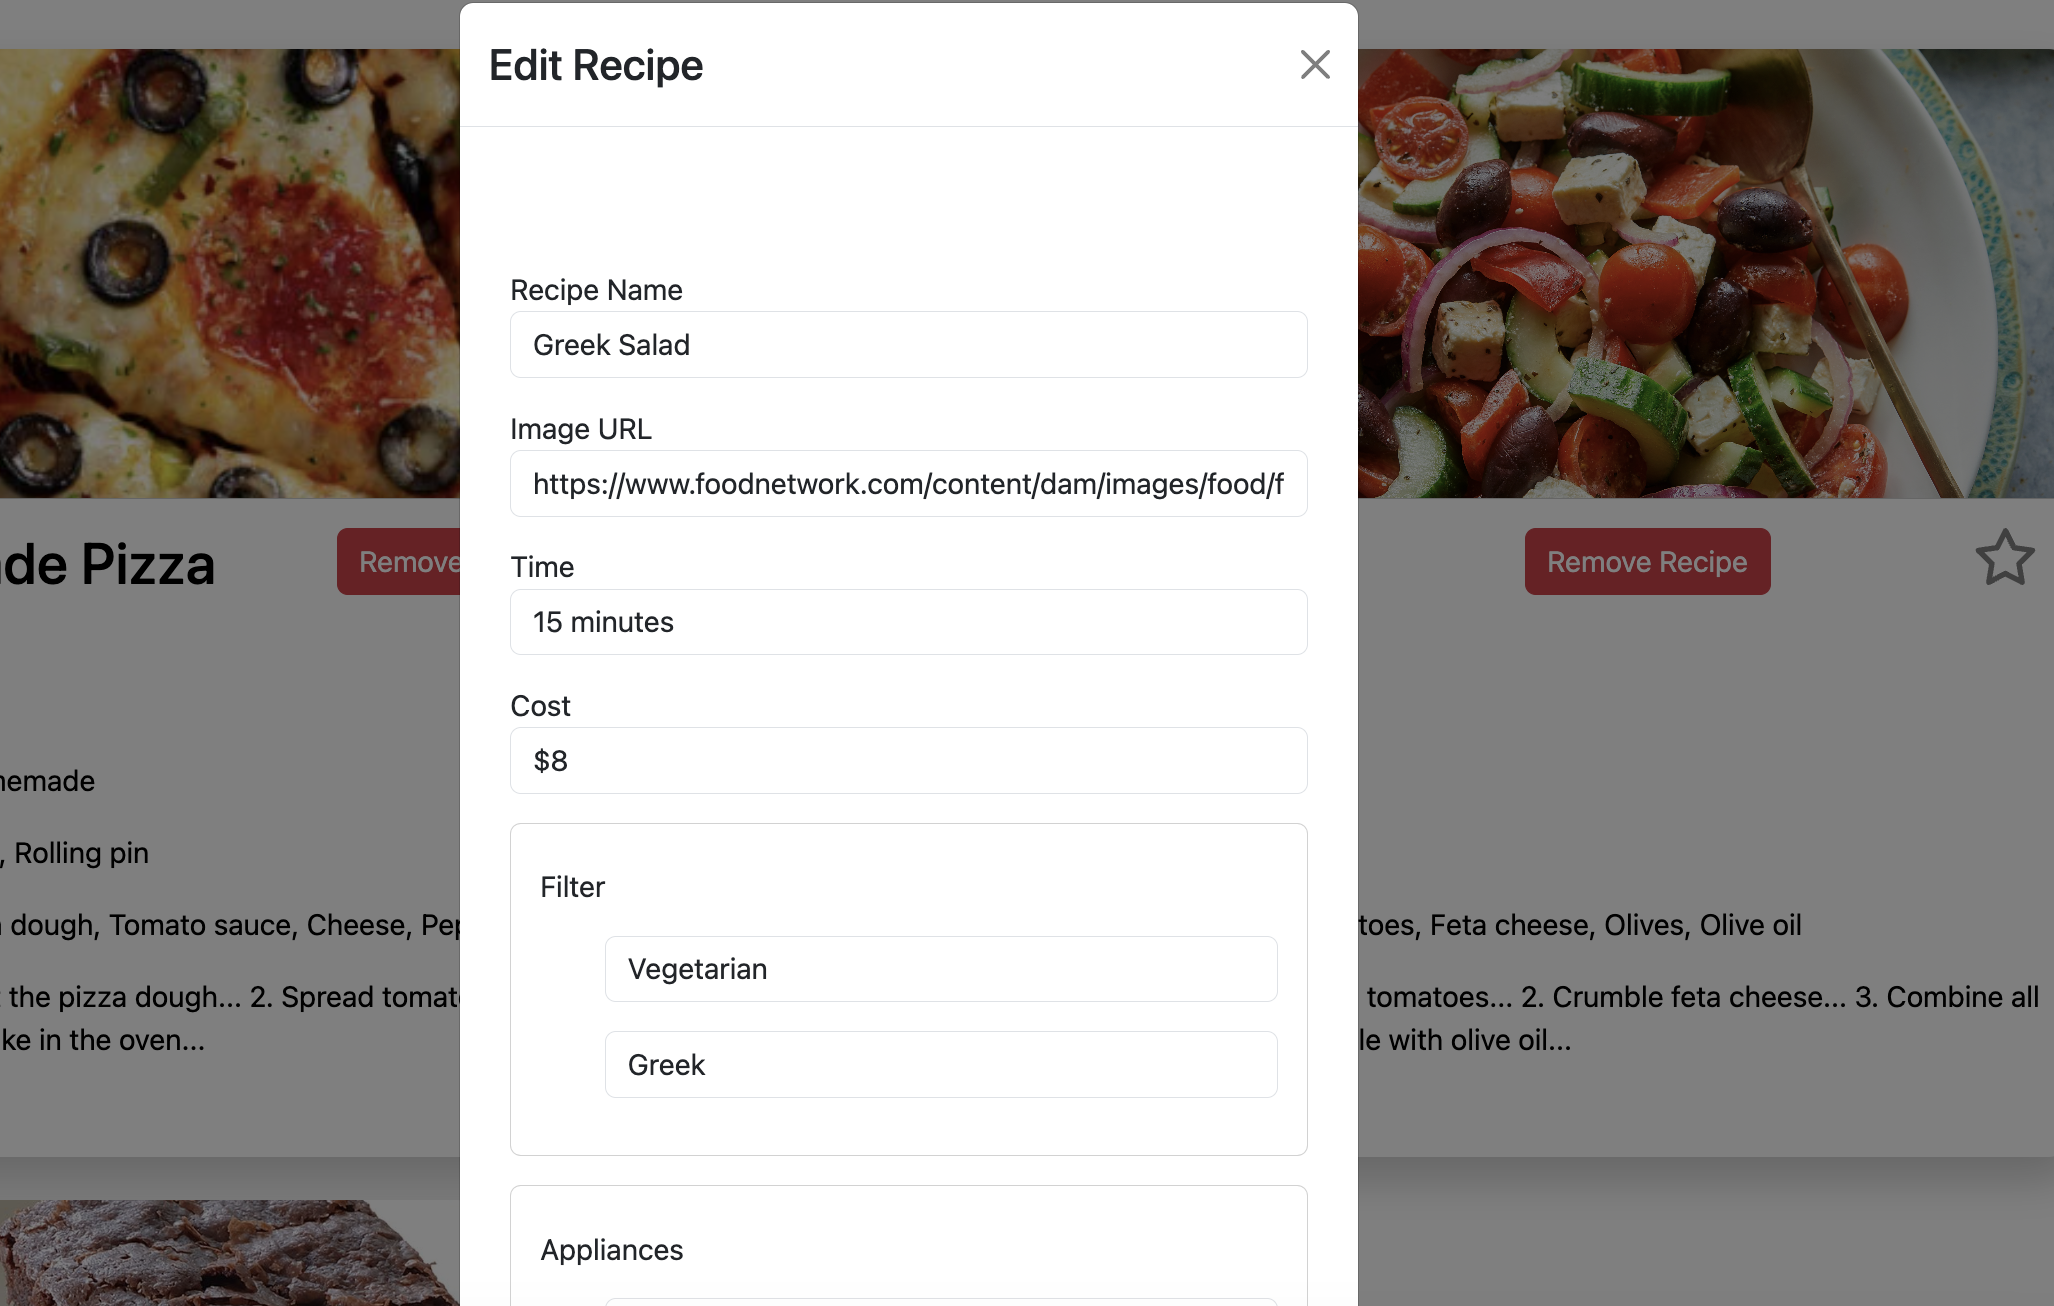 Edit Recipe
Recipe Name
Greek Salad
Image URL
https://www.foodnetwork.com/content/dam/images/food/f
Time
15 minutes
Cost
$8
Filter
Vegetarian
Greek
Appliances
de Pizza
Remove
emade
, Rolling pin
dough, Tomato sauce, Cheese, Pep
the pizza dough... 2. Spread tomat
ke in the oven...
Remove Recipe
toes, Feta cheese, Olives, Olive oil
tomatoes... 2. Crumble feta cheese... 3. Combine all
le with olive oil...